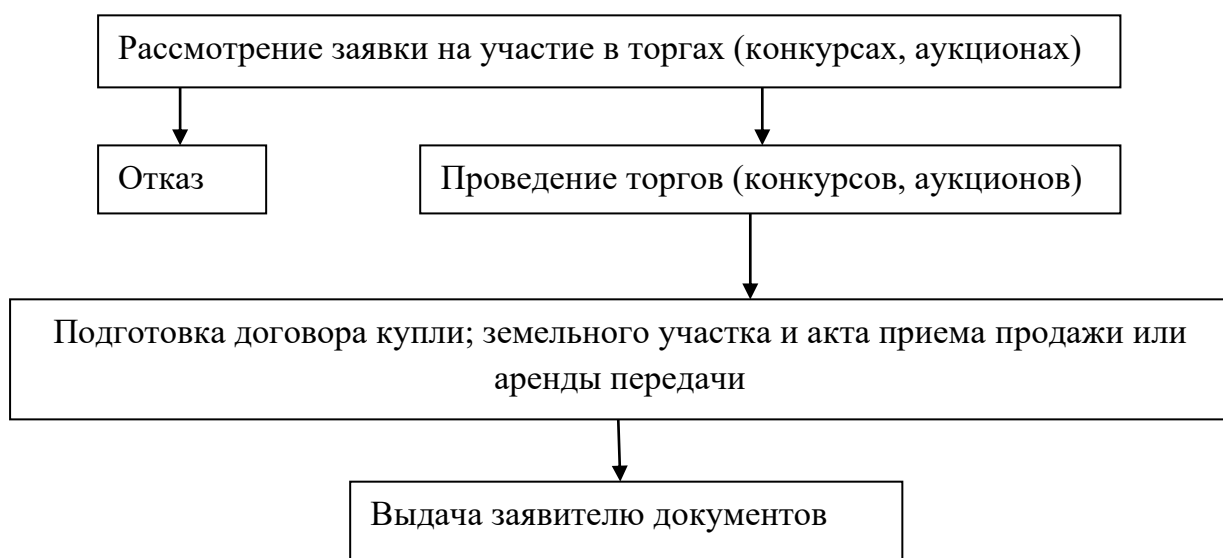 Рассмотрение заявки на участие в торгах (конкурсах, аукционах)
Отказ
Проведение торгов (конкурсов, аукционов)
Подготовка договора купли; земельного участка и акта приема продажи или
аренды передачи
Выдача заявителю документов